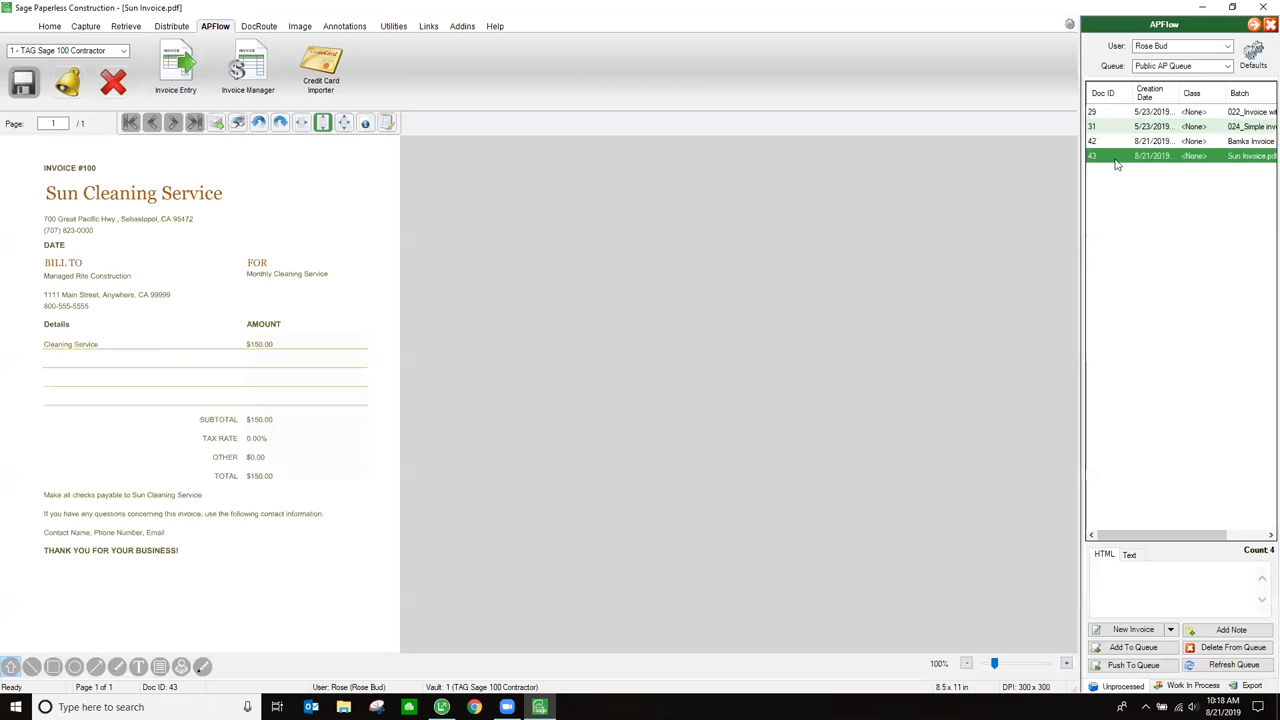 Sage Paperless Construction - [Sun Invoice.pdf]
Home Capture Retrieve Distribute APFlow DocRoute Image Annotations Utilities Links Addins Help
1 - TAG Sage 100 Contractor
INVOICE
INVOICE
Invoice Entry
Invoice Manager
Credit Card
Importer
Page: 1 / 1
INVOICE #100
Sun Cleaning Service
700 Great Pacific Hwy., Sebastopol, CA 95472
(707) 823-0000
DATE
BILL TO FOR
Managed Rite Construction Monthly Cleaning Service
1111 Main Street, Anywhere. CA 99999
800-555-5555
Details AMOUNT
Cleaning Service $150.00
SUBTOTAL $150.00
TAX RATE 0.00%
OTHER $0.00
TOTAL $150.00
Make all checks payable to Sun Cleaning Service
If you have any questions concerning this invoice, use the following contact information:
Contact Name, Phone Number, Email
THANK YOU FOR YOUR BUSINESS!
APFlow
User: Rose Bud
Queue: Public AP Queue
Defaults
Doc ID Creation Date Class Batch
29 5/23/2019... <None> 022_Invoice wi
31 5/23/2019... <None> 024_Simple inv
42 8/21/2019... <None> Bamks Invoice
43 8/21/2019... <None> Sun Invoice.pd
HTML Text Count: 4
New Invoice Add Note
Add To Queue Delete From Queue
Push To Queue Refresh Queue
Unprocessed Work In Process Export
100%
Ready Page 1 of 1 Doc ID: 43 User: Rose (Rose Bud) Vault: 1 (TAG Sage 100 Contractor) 8.5 x 11 in DPI: 300 x 300
Type here to search
10:18 AM
8/21/2019